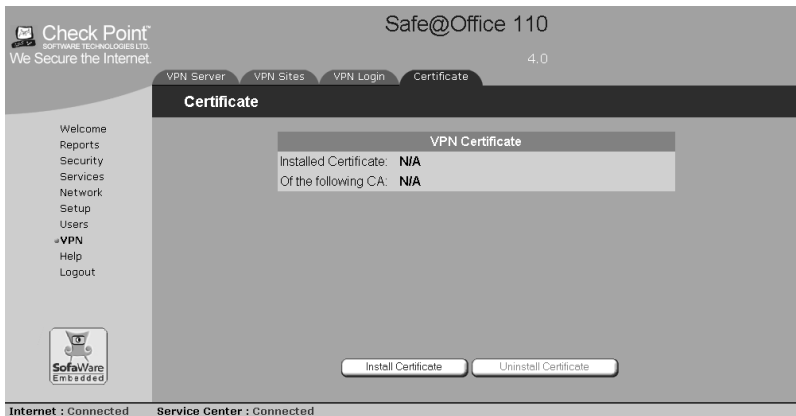 Check Point™
SOFTWARE TECHNOLOGIES LTD.
We Secure the Internet.
Safe@Office 110
4.0
VPN Server VPN Sites VPN Login Certificate
Certificate
Welcome
Reports
Security
Services
Network
Setup
Users
VPN
Help
Logout
VPN Certificate
Installed Certificate: N/A
Of the following CA: N/A
SofaWare
Embedded
Install Certificate Uninstall Certificate
Internet : Connected Service Center : Connected